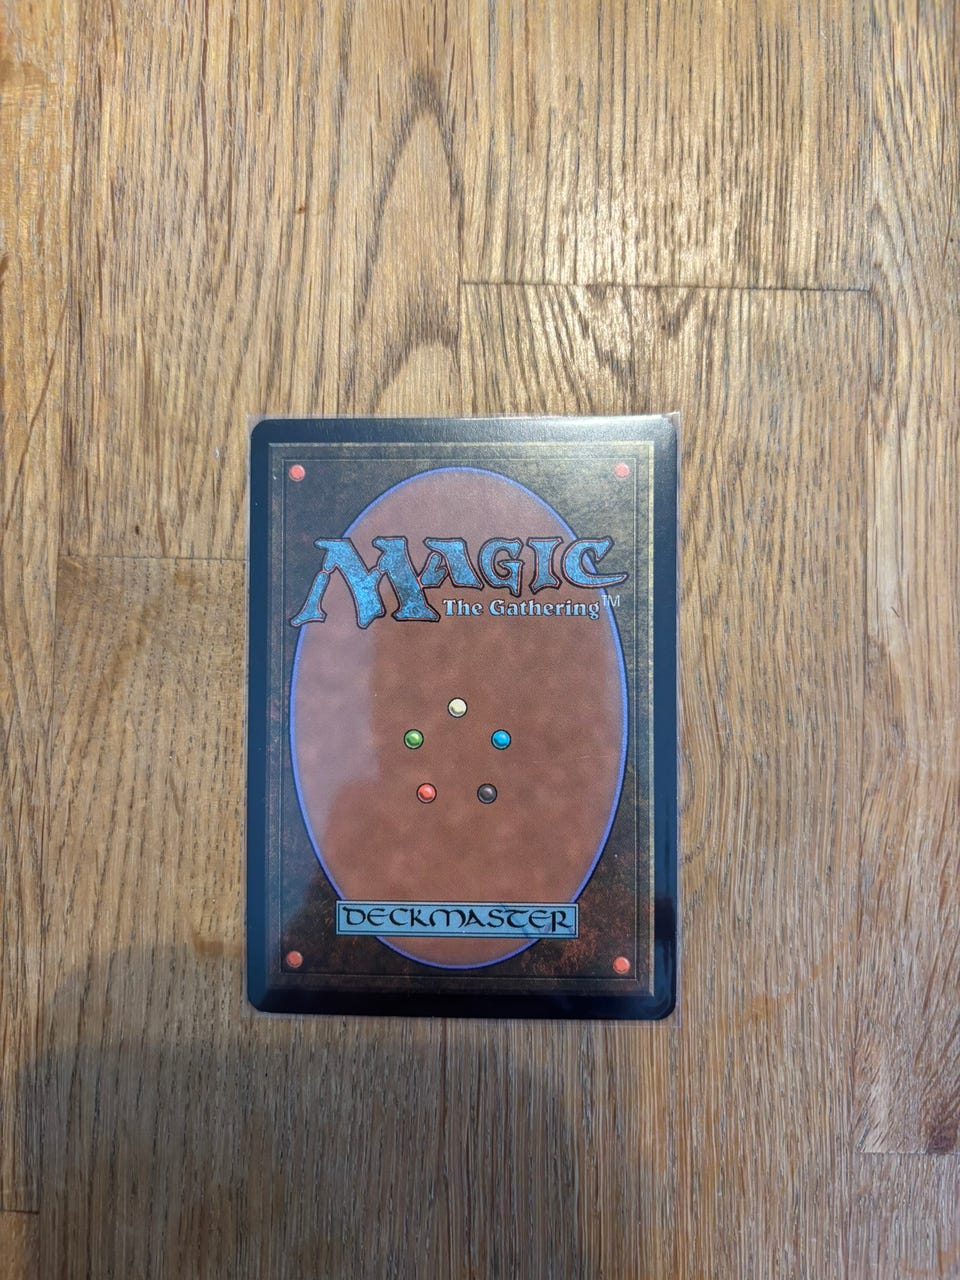 MAGIC
The Gathering™
DECKMASTER